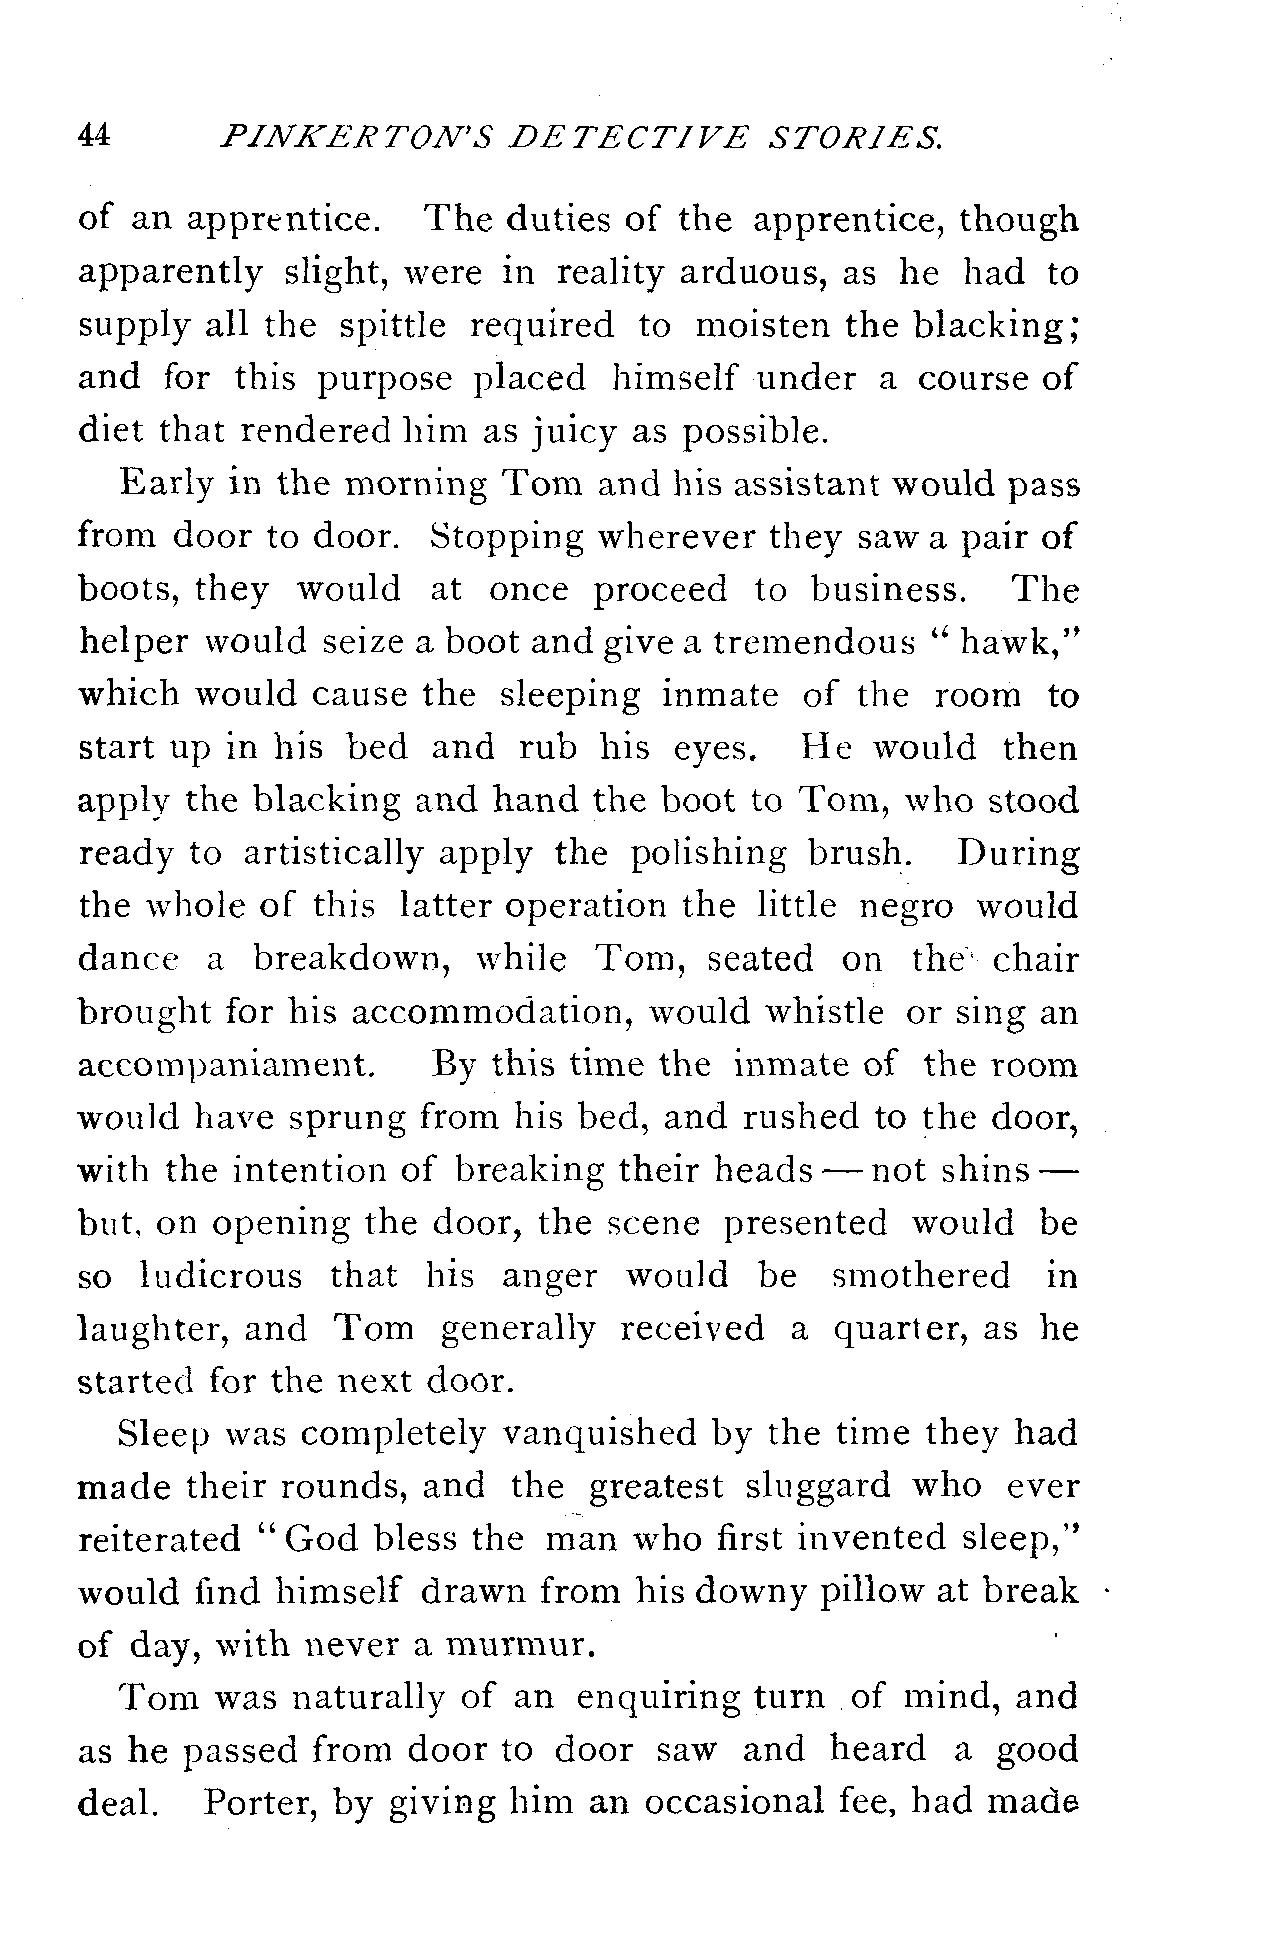 44 PINKERTON'S DETECTIVE STORIES.
of an apprentice. The duties of the apprentice, though
apparently slight, were in reality arduous, as he had to
supply all the spittle required to moisten the blacking;
and for this purpose placed himself under a course of
diet that rendered him as juicy as possible.
Early in the morning Tom and his assistant would pass
from door to door. Stopping wherever they saw a pair of
boots, they would at once proceed to business. The
helper would seize a boot and give a tremendous " hawk,"
which would cause the sleeping inmate of the room to
start up in his bed and rub his eyes. He would then
apply the blacking and hand the boot to Tom, who stood
ready to artistically apply the polishing brush. During
the whole of this latter operation the little negro would
dance a breakdown, while Tom, seated on the chair
brought for his accommodation, would whistle or sing an
accompaniament. By this time the inmate of the room
would have sprung from his bed, and rushed to the door,
with the intention of breaking their heads — not shins —
but, on opening the door, the scene presented would be
so ludicrous that his anger would be smothered in
laughter, and Tom generally received a quarter, as he
started for the next door.
Sleep was completely vanquished by the time they had
made their rounds, and the greatest sluggard who ever
reiterated " God bless the man who first invented sleep,"
would find himself drawn from his downy pillow at break
of day, with never a murmur.
Tom was naturally of an enquiring turn of mind, and
as he passed from door to door saw and heard a good
deal. Porter, by giving him an occasional fee, had made